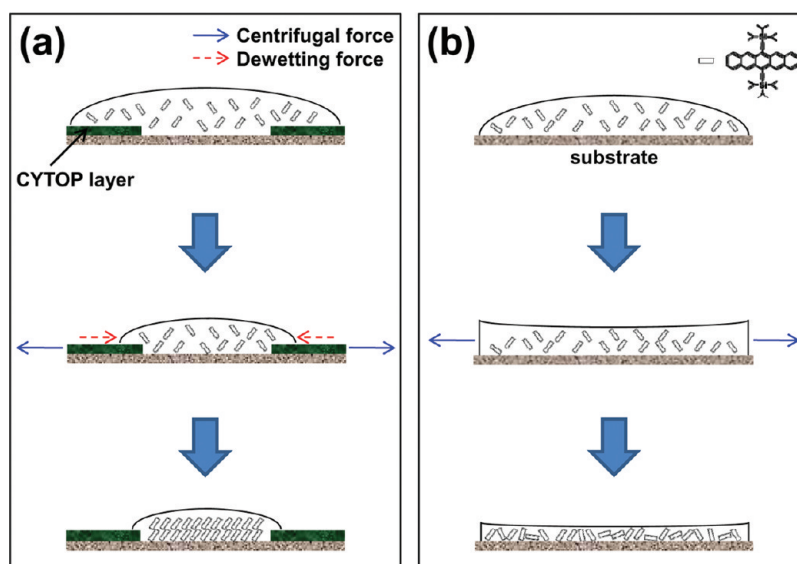 (a)
Centrifugal force
Dewetting force
CYTOP layer
(b)
substrate